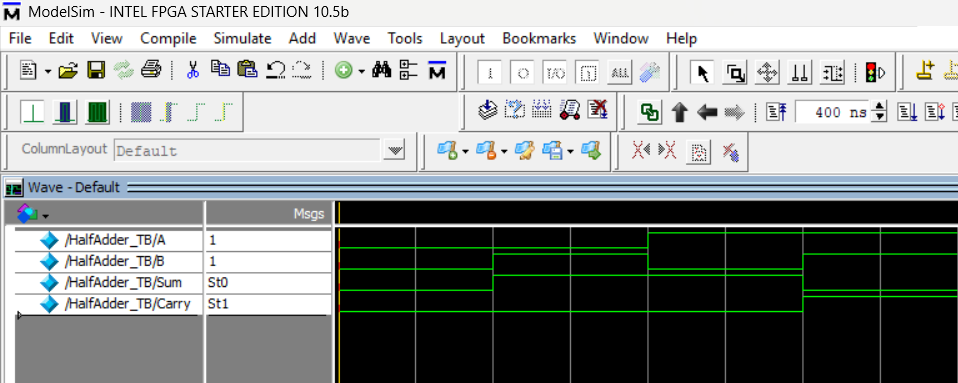 ModelSim - INTEL FPGA STARTER EDITION 10.5b
File Edit View Compile Simulate Add Wave Tools Layout Bookmarks Window Help
ALL
400 ns
ColumnLayout Default
Wave - Default
Msgs
/HalfAdder_TB/A 1
/HalfAdder_TB/B 1
/HalfAdder_TB/Sum St0
/HalfAdder_TB/Carry St1